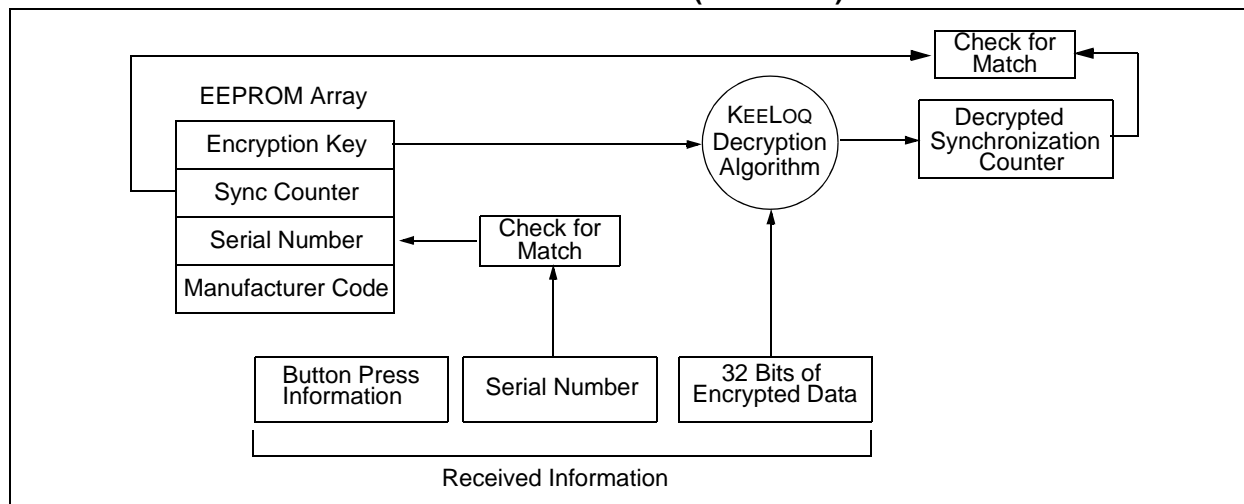 Check for
Match
EEPROM Array
Encryption Key
Sync Counter
Serial Number
Manufacturer Code
KEELOQ
Decryption
Algorithm
Decrypted
Synchronization
Counter
Check for
Match
Button Press
Information
Serial Number
32 Bits of
Encrypted Data
Received Information